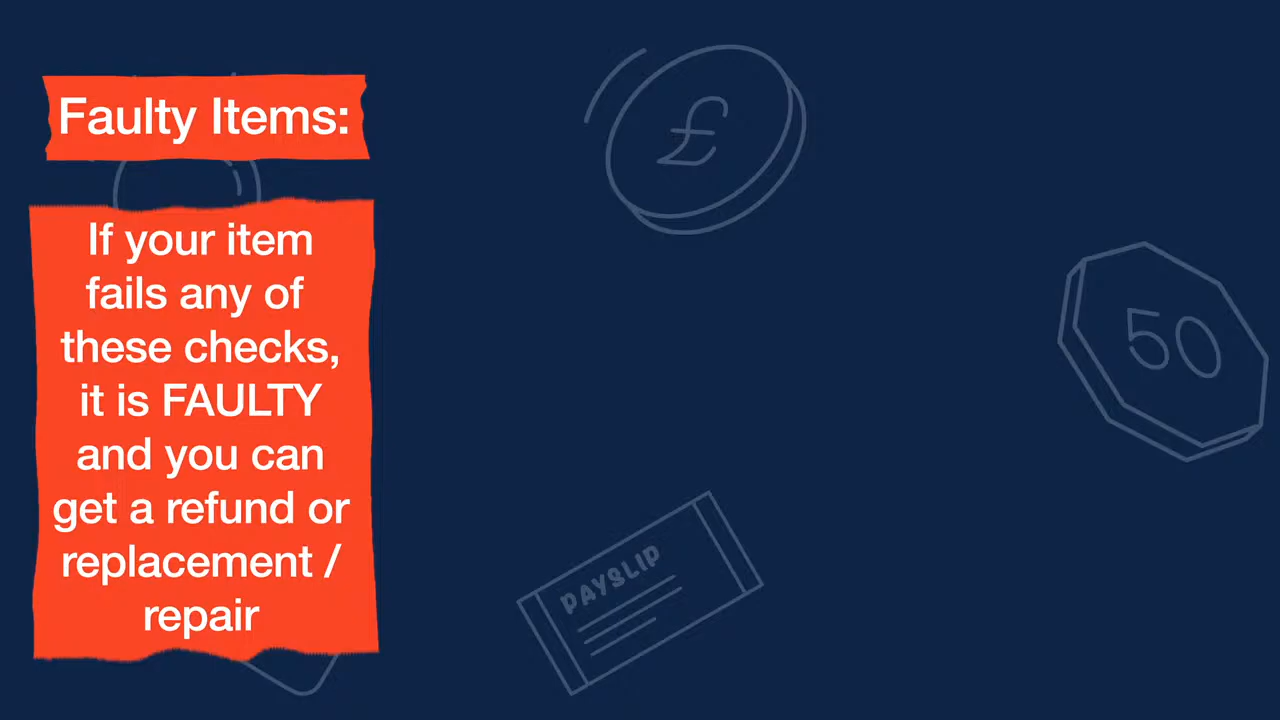 Faulty Items:
If your item
fails any of
these checks,
it is FAULTY
and you can
get a refund or
replacement /
repair
£
50
PAYSLIP